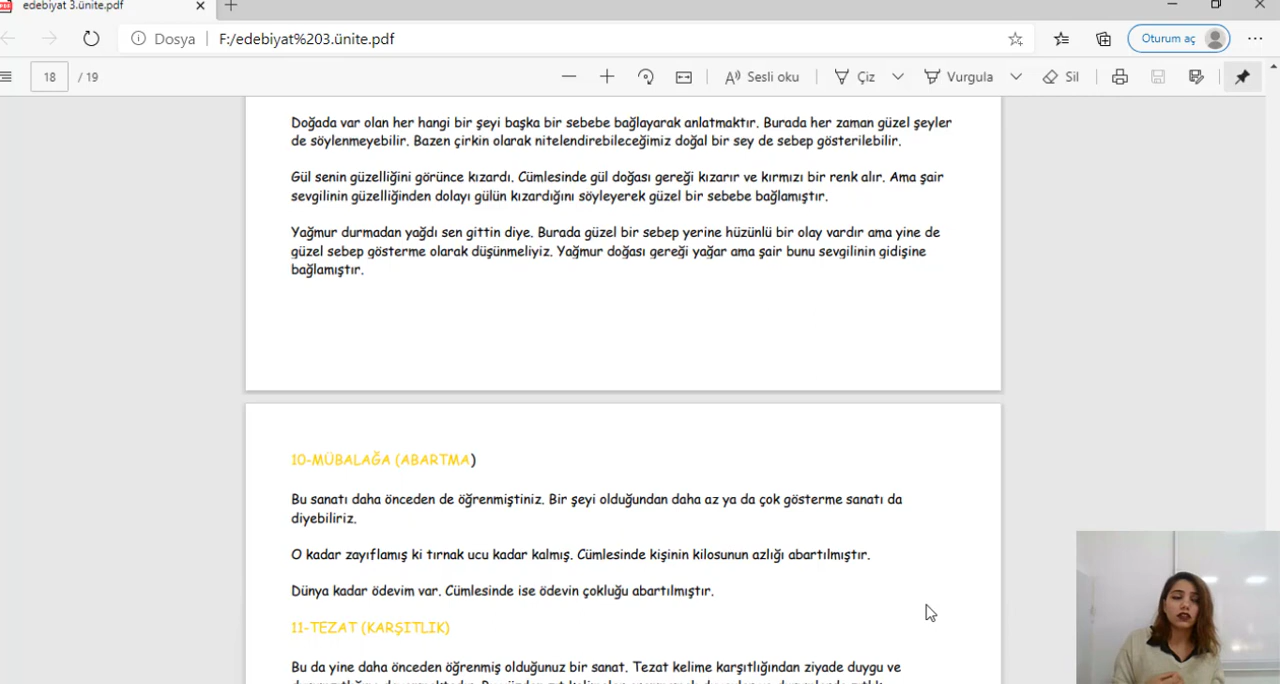 edebiyat 3.ünite.pdf
Dosya F:/edebiyat%203.ünite.pdf Oturum aç
18 / 19 Sesli oku Çiz Vurgula Sil
Doğada var olan her hangi bir şeyi başka bir sebebe bağlayarak anlatmaktır. Burada her zaman güzel şeyler
de söylenmeyebilir. Bazen çirkin olarak nitelendirebileceğimiz doğal bir sey de sebep gösterilebilir.
Gül senin güzelliğini görünce kızardı. Cümlesinde gül doğası gereği kızarır ve kırmızı bir renk alır. Ama şair
sevgilinin güzelliğinden dolayı gülün kızardığını söyleyerek güzel bir sebebe bağlamıştır.
Yağmur durmadan yağdı sen gittin diye. Burada güzel bir sebep yerine hüzünlü bir olay vardır ama yine de
güzel sebep gösterme olarak düşünmeliyiz. Yağmur doğası gereği yağar ama şair bunu sevgilinin gidişine
bağlamıştır.
10-MÜBALAĞA (ABARTMA)
Bu sanatı daha önceden de öğrenmiştiniz. Bir şeyi olduğundan daha az ya da çok gösterme sanatı da
diyebiliriz.
O kadar zayıflamış ki tırnak ucu kadar kalmış. Cümlesinde kişinin kilosunun azlığı abartılmıştır.
Dünya kadar ödevim var. Cümlesinde ise ödevin çokluğu abartılmıştır.
11-TEZAT (KARŞITLIK)
Bu da yine daha önceden öğrenmiş olduğunuz bir sanat. Tezat kelime karşıtlığından ziyade duygu ve